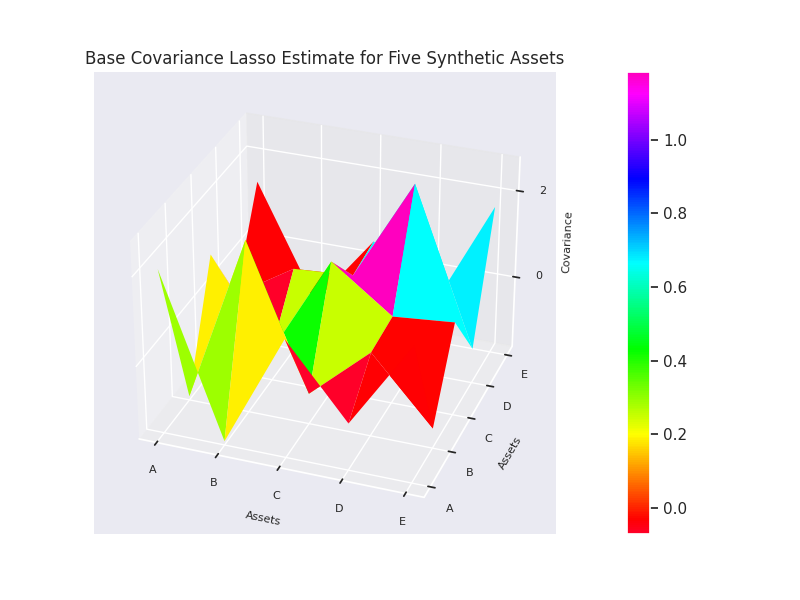 Base Covariance Lasso Estimate for Five Synthetic Assets
1.0
0.8
0.6
0.4
0.2
0.0
2
0
Covariance
E
D
C
B
A
Assets
A
B
C
D
E
Assets